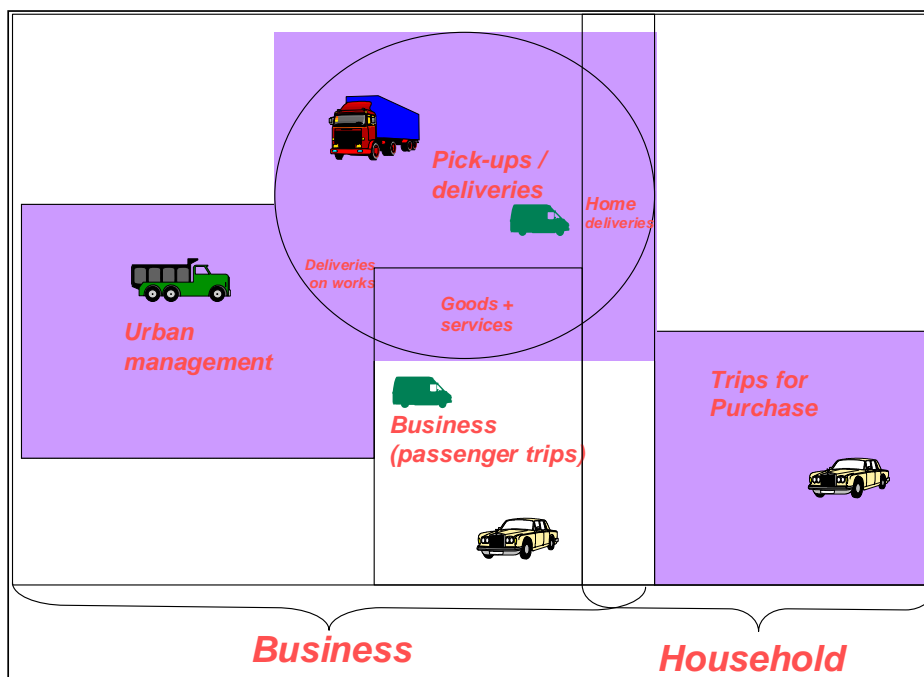 Pick-ups /
deliveries
Home
deliveries
Deliveries
on works
Goods +
services
Urban
management
Trips for
Purchase
Business
(passenger trips)
Business
Household